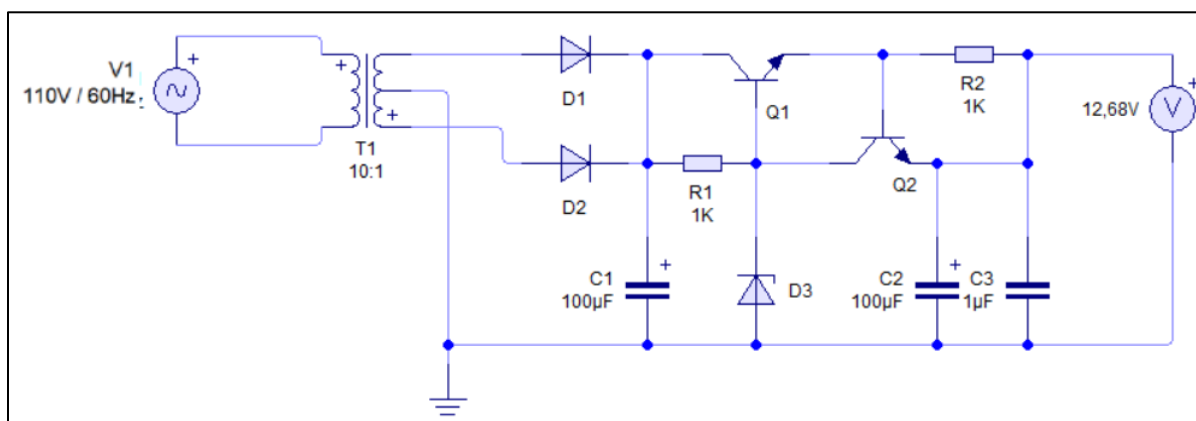 V1
110V / 60Hz
T1
10:1
D1
D2
R1
1K
C1
100µF
Q1
D3
Q2
R2
1K
C2
100µF
C3
1µF
12,68V
V
+
+
+
+
+
+